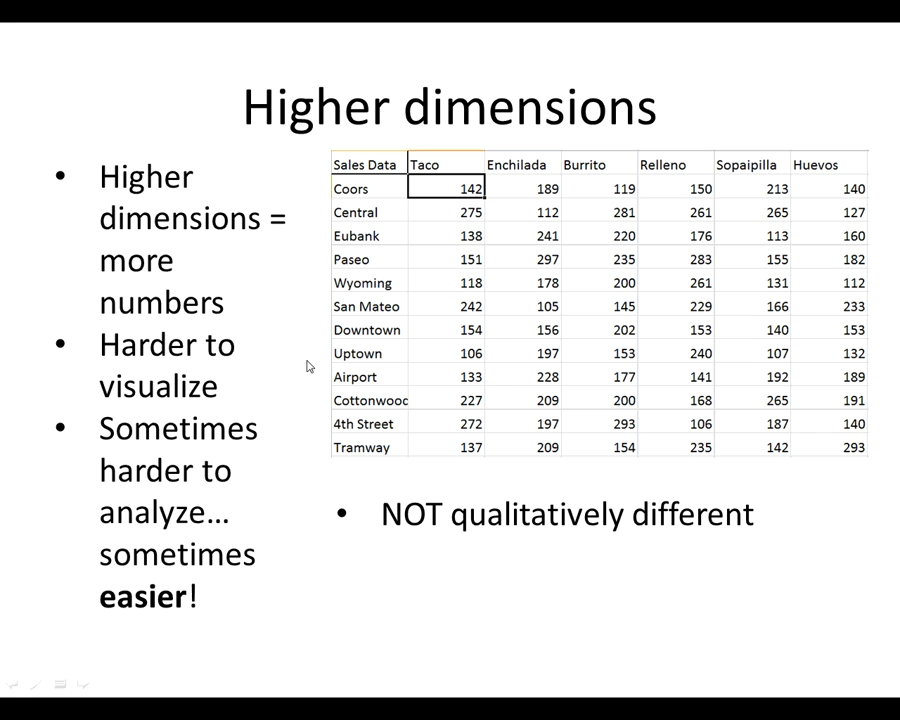 Higher dimensions
• Higher
dimensions =
more
numbers
• Harder to
visualize
• Sometimes
harder to
analyze...
sometimes
easier!
Sales Data Taco Enchilada Burrito Relleno Sopaipilla Huevos
Coors 142 189 119 150 213 140
Central 275 112 281 261 265 127
Eubank 138 241 220 176 113 160
Paseo 151 297 235 283 155 182
Wyoming 118 178 200 261 131 112
San Mateo 242 105 145 229 166 233
Downtown 154 156 202 153 140 153
Uptown 106 197 153 240 107 132
Airport 133 228 177 141 192 189
Cottonwooc 227 209 200 168 265 191
4th Street 272 197 293 106 187 140
Tramway 137 209 154 235 142 293
• NOT qualitatively different